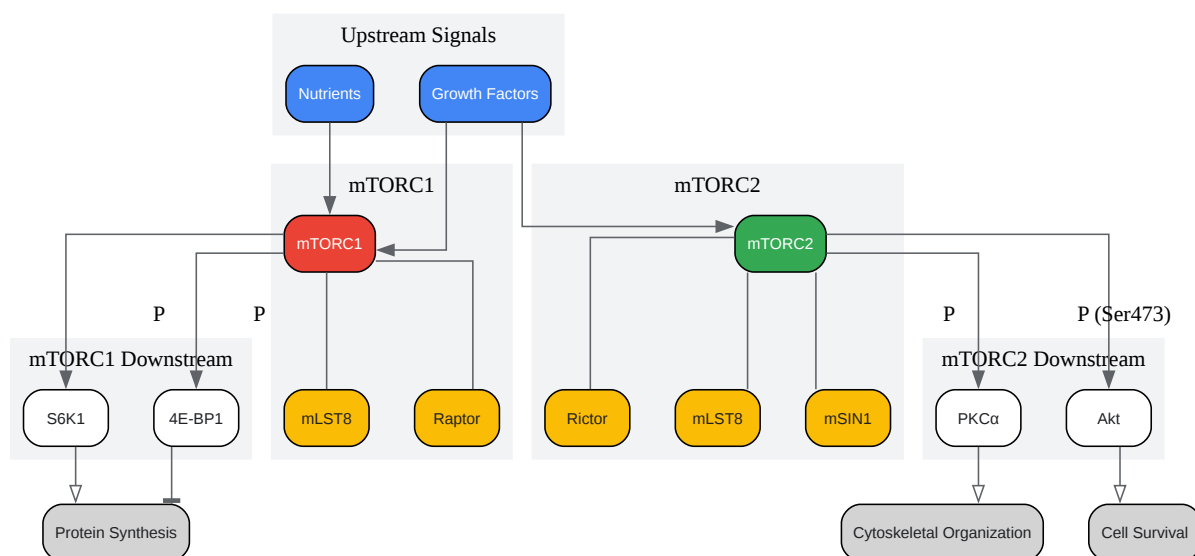 Upstream Signals
Nutrients
Growth Factors
mTORC1
mTORC2
mTORC1
mTORC2
P
P
P
P (Ser473)
mTORC1 Downstream
mTORC2 Downstream
S6K1
4E-BP1
mLST8
Raptor
Rictor
mLST8
mSIN1
PKCα
Akt
Protein Synthesis
Cytoskeletal Organization
Cell Survival